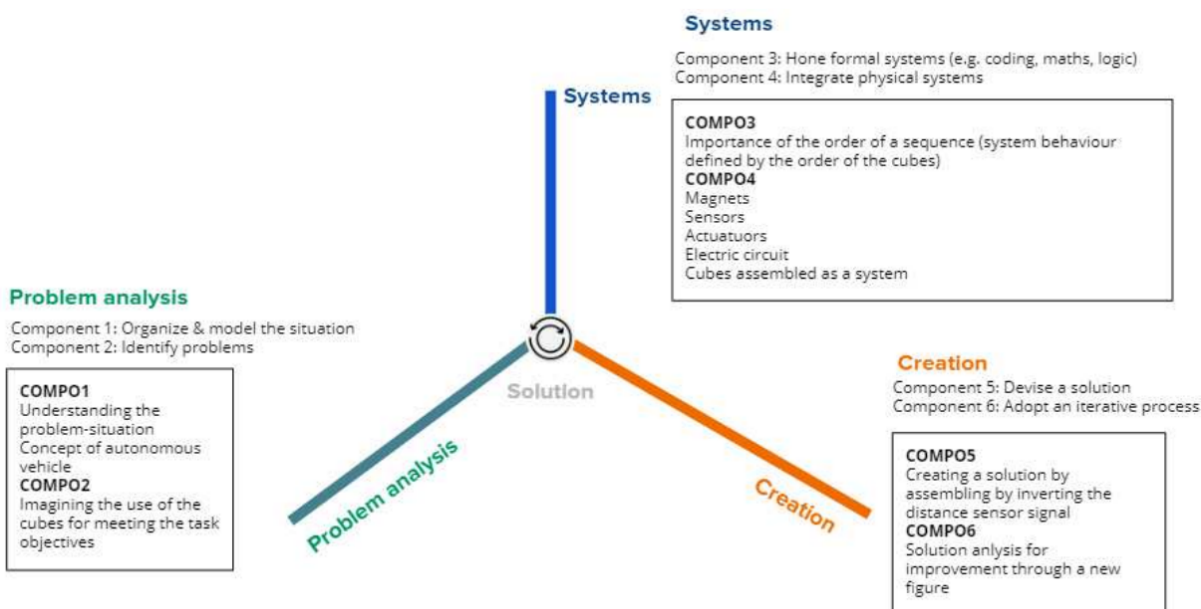 Systems
Component 3: Hone formal systems (e.g. coding, maths, logic)
Component 4: Integrate physical systems
Systems
COMPO3
Importance of the order of a sequence (system behaviour
defined by the order of the cubes)
COMPO4
Magnets
Sensors
Actuatuors
Electric circuit
Cubes assembled as a system
Problem analysis
Component 1: Organize & model the situation
Component 2: Identify problems
COMPO1
Understanding the
problem-situation
Concept of autonomous
vehicle
COMPO2
Imagining the use of the
cubes for meeting the task
objectives
Solution
Problem analysis
Creation
Creation
Component 5: Devise a solution
Component 6: Adopt an iterative process
COMPO5
Creating a solution by
assembling by inverting the
distance sensor signal
COMPO6
Solution anlysis for
improvement through a new
figure